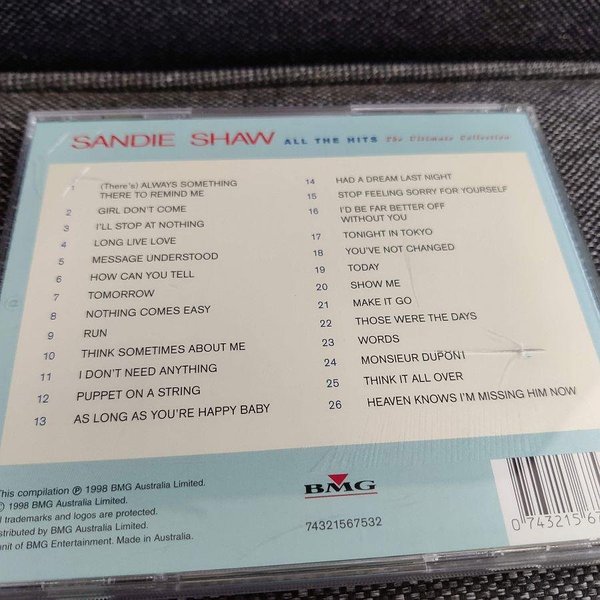 SANDIE SHAW ALL THE HITS The Ultimate Collection
1 (There's) ALWAYS SOMETHING
THERE TO REMIND ME
2 GIRL DON'T COME
3 I'LL STOP AT NOTHING
4 LONG LIVE LOVE
5 MESSAGE UNDERSTOOD
6 HOW CAN YOU TELL
7 TOMORROW
8 NOTHING COMES EASY
9 RUN
10 THINK SOMETIMES ABOUT ME
11 I DON'T NEED ANYTHING
12 PUPPET ON A STRING
13 AS LONG AS YOU'RE HAPPY BABY
14 HAD A DREAM LAST NIGHT
15 STOP FEELING SORRY FOR YOURSELF
16 I'D BE FAR BETTER OFF
WITHOUT YOU
17 TONIGHT IN TOKYO
18 YOU'VE NOT CHANGED
19 TODAY
20 SHOW ME
21 MAKE IT GO
22 THOSE WERE THE DAYS
23 WORDS
24 MONSIEUR DUPONT
25 THINK IT ALL OVER
26 HEAVEN KNOWS I'M MISSING HIM NOW
This compilation ℗ 1998 BMG Australia Limited.
© 1998 BMG Australia Limited.
trademarks and logos are protected.
BMG Australia Limited.
unit of BMG Entertainment. Made in Australia.
BMG
74321567532
0 743215 6